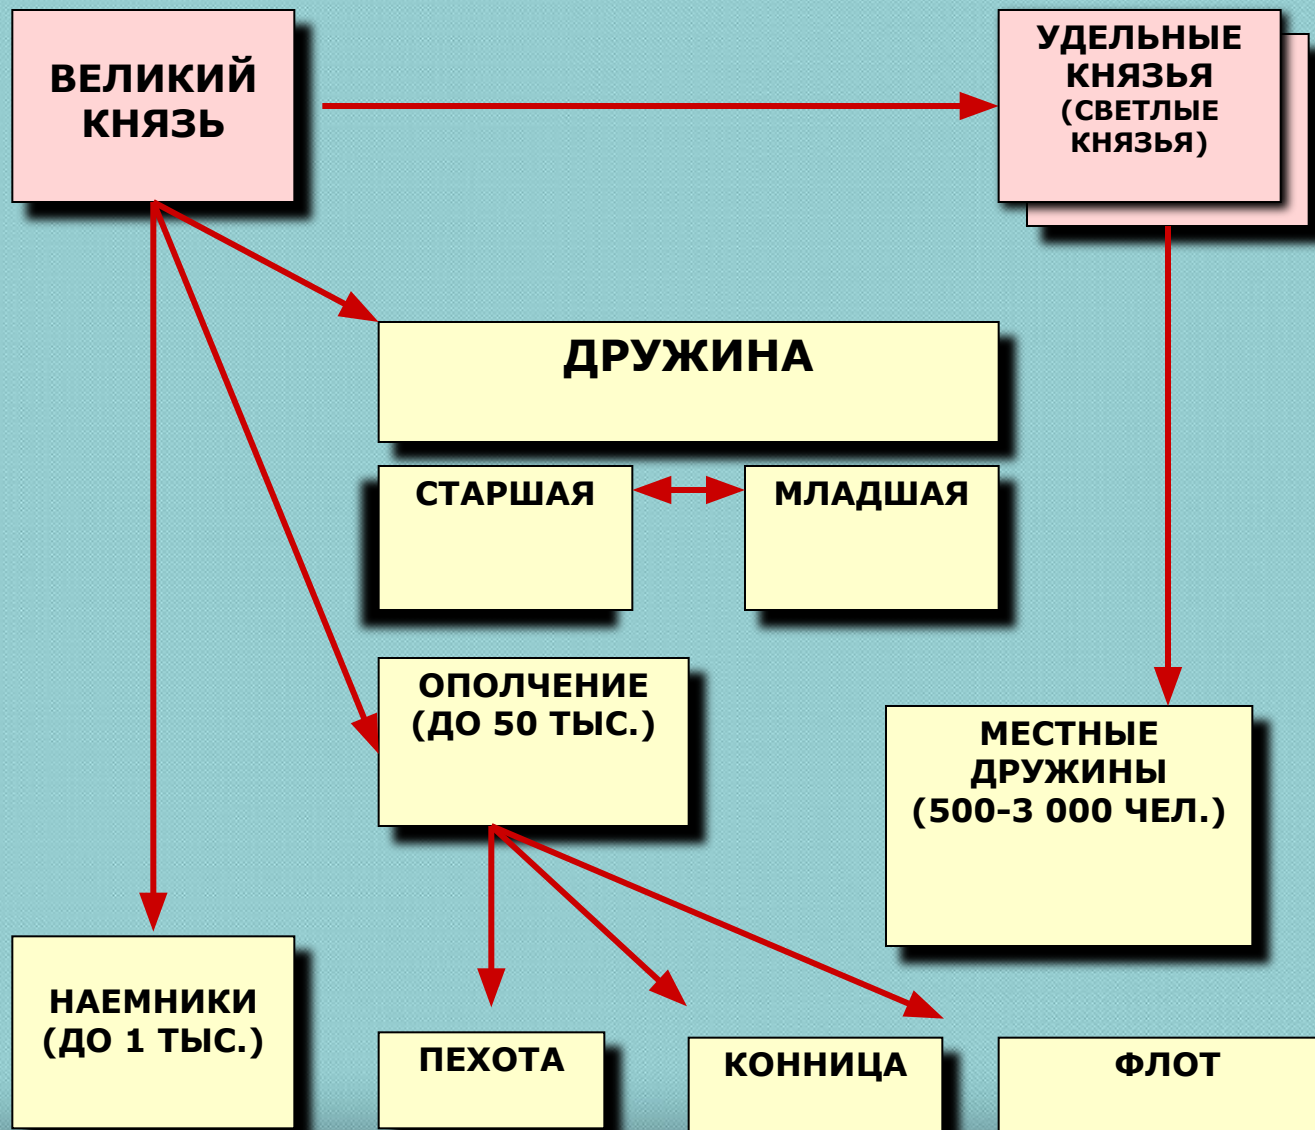 ВЕЛИКИЙ
КНЯЗЬ
УДЕЛЬНЫЕ
КНЯЗЬЯ
(СВЕТЛЫЕ
КНЯЗЬЯ)
ДРУЖИНА
СТАРШАЯ
МЛАДШАЯ
ОПОЛЧЕНИЕ
(ДО 50 ТЫС.)
МЕСТНЫЕ
ДРУЖИНЫ
(500-3 000 ЧЕЛ.)
НАЕМНИКИ
(ДО 1 ТЫС.)
ПЕХОТА
КОННИЦА
ФЛОТ